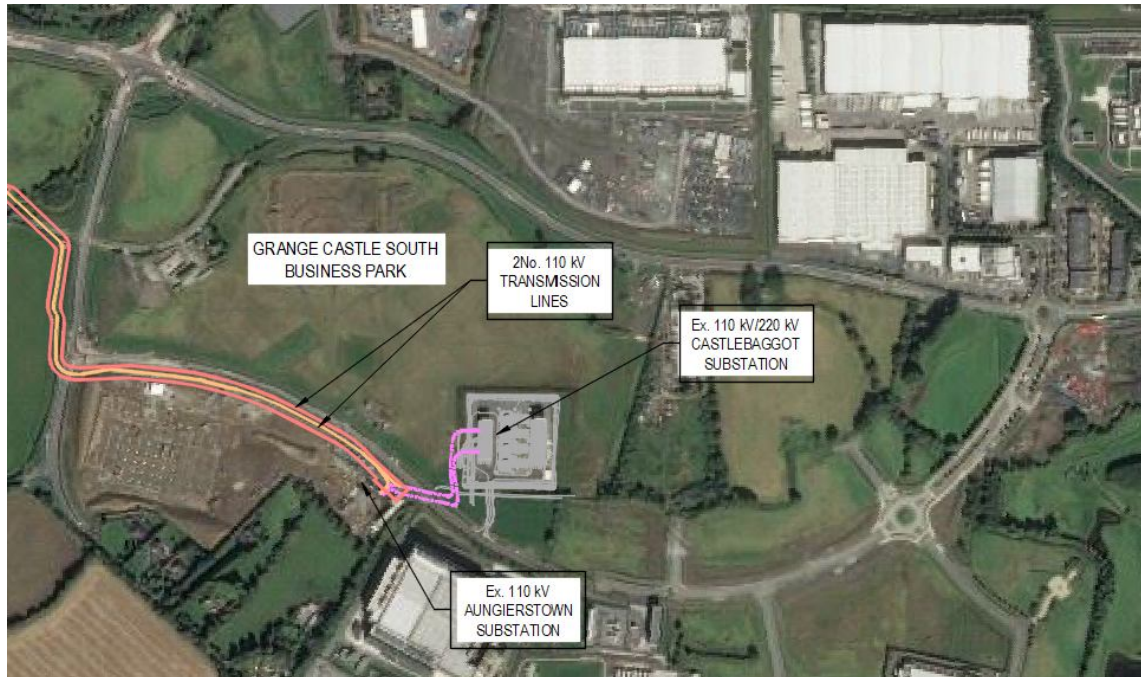 GRANGE CASTLE SOUTH
BUSINESS PARK
2No. 110 kV
TRANSMISSION
LINES
Ex. 110 kV/220 kV
CASTLEBAGGOT
SUBSTATION
Ex. 110 kV
AUNGIERSTOWN
SUBSTATION